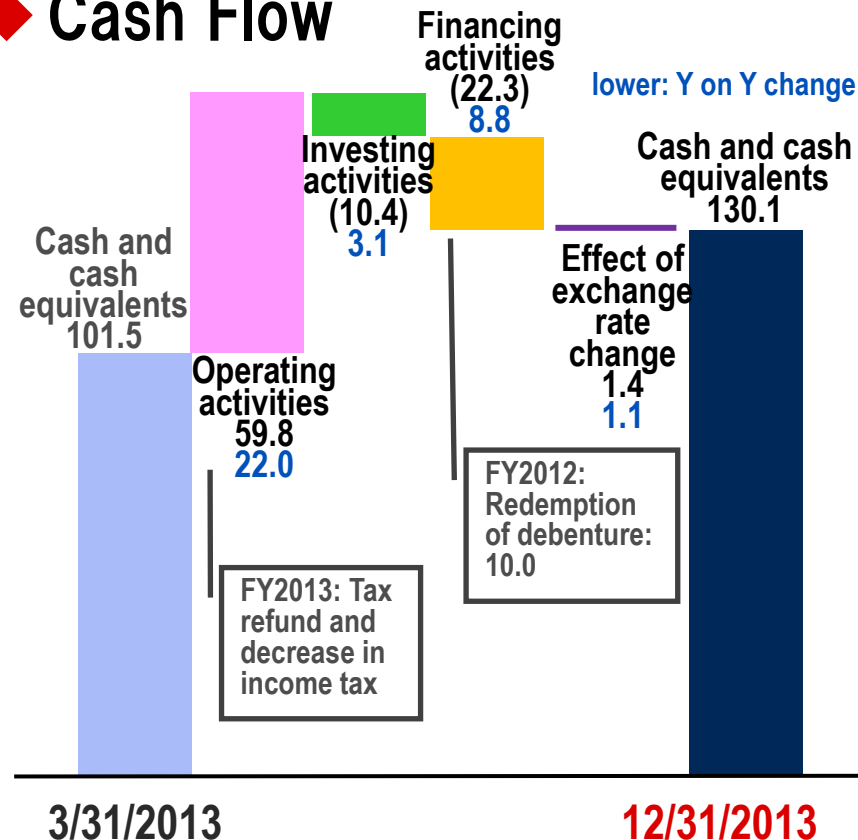 Cash Flow
lower: Y on Y change
Cash and
cash
equivalents
101.5
Operating
activities
59.8
22.0
FY2013: Tax
refund and
decrease in
income tax
Investing
activities
(10.4)
3.1
Financing
activities
(22.3)
8.8
FY2012:
Redemption
of debenture:
10.0
Effect of
exchange
rate
change
1.4
1.1
Cash and cash
equivalents
130.1
3/31/2013
12/31/2013